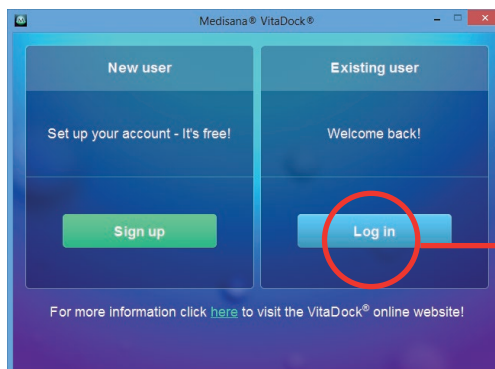 Medisana® VitaDock®
New user
Set up your account - It's free!
Sign up
Existing user
Welcome back!
Log in
For more information click here to visit the VitaDock® online website!